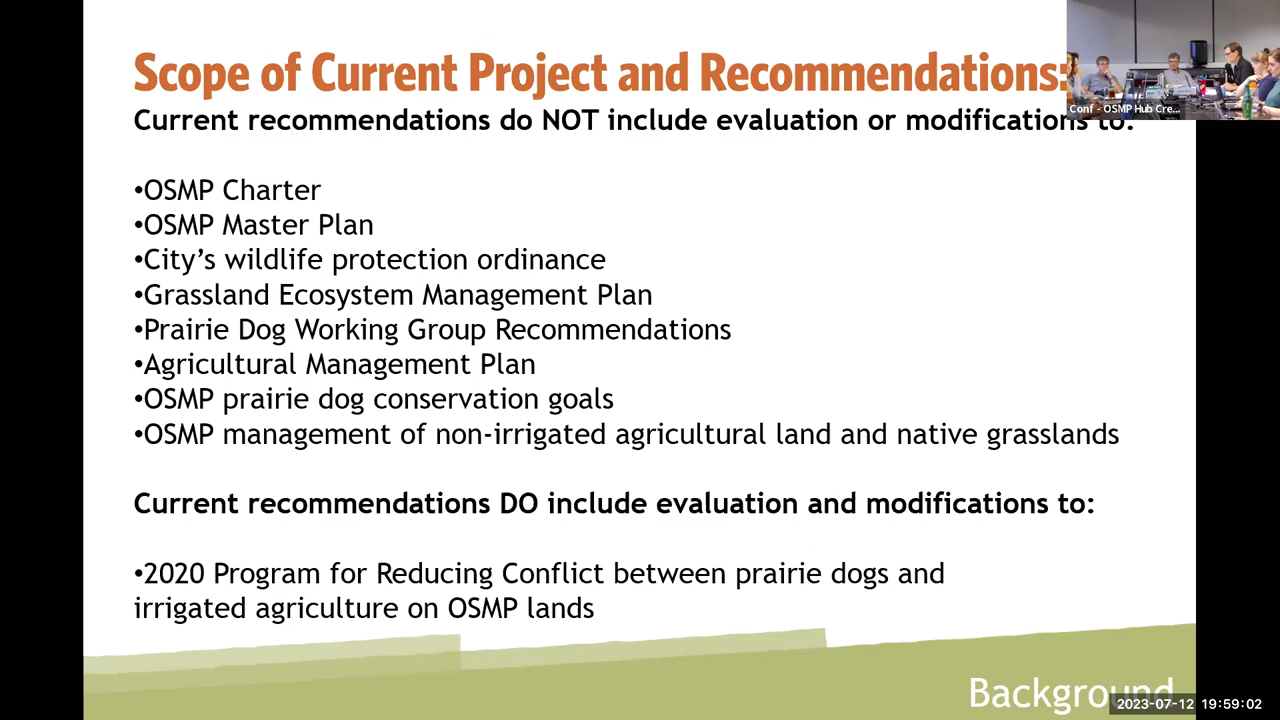 Scope of Current Project and Recommendations:
Current recommendations do NOT include evaluation or modifications to:
•OSMP Charter
•OSMP Master Plan
•City’s wildlife protection ordinance
•Grassland Ecosystem Management Plan
•Prairie Dog Working Group Recommendations
•Agricultural Management Plan
•OSMP prairie dog conservation goals
•OSMP management of non-irrigated agricultural land and native grasslands
Current recommendations DO include evaluation and modifications to:
•2020 Program for Reducing Conflict between prairie dogs and
irrigated agriculture on OSMP lands
Conf - OSMP Hub Cre...
Background
2023-07-12 19:59:02